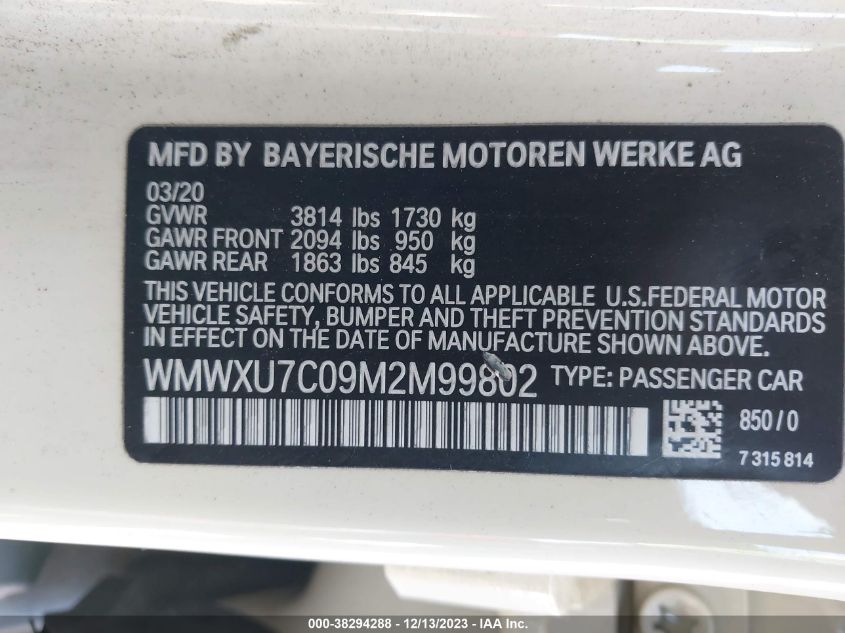 MFD BY BAYERISCHE MOTOREN WERKE AG
03/20
GVWR 3814 lbs 1730 kg
GAWR FRONT 2094 lbs 950 kg
GAWR REAR 1863 lbs 845 kg
THIS VEHICLE CONFORMS TO ALL APPLICABLE U.S.FEDERAL MOTOR
VEHICLE SAFETY, BUMPER AND THEFT PREVENTION STANDARDS
IN EFFECT ON THE DATE OF MANUFACTURE SHOWN ABOVE.
WMWXU7C09M2M99802 TYPE: PASSENGER CAR
850/0
7 315 814
000-38294288 - 12/13/2023 - IAAI.com